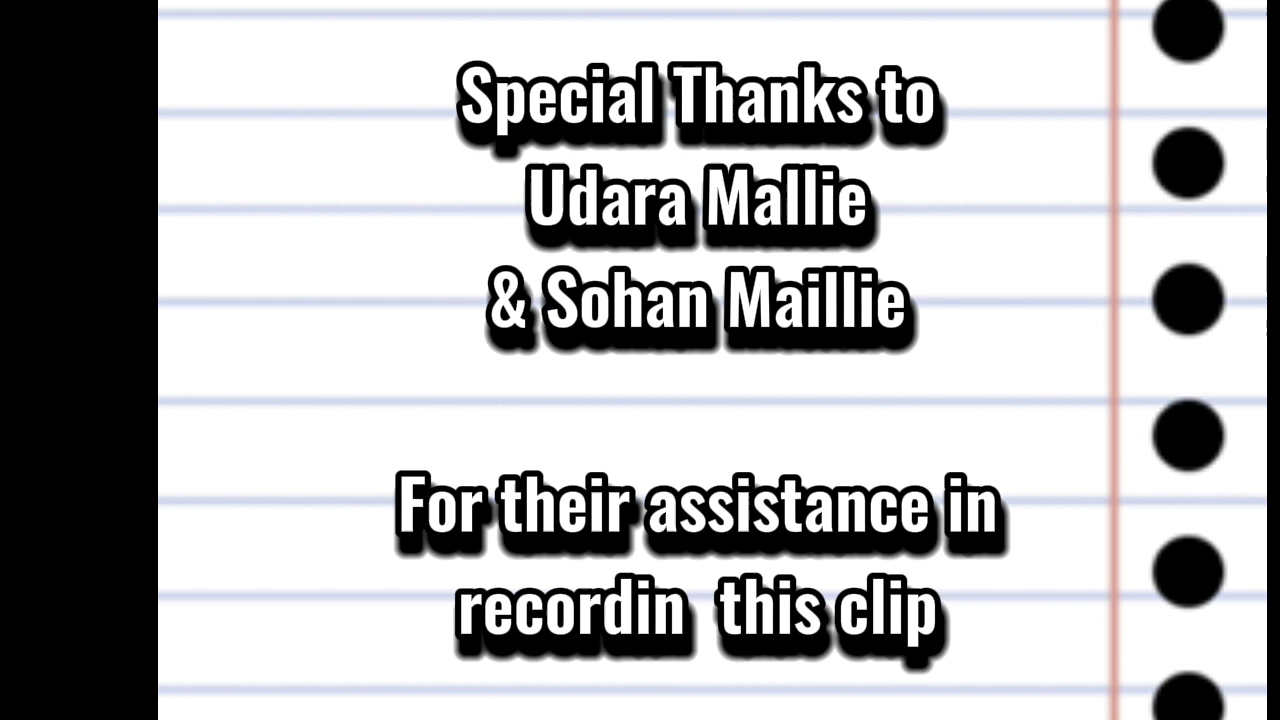 Special Thanks to
Udara Mallie
& Sohan Maillie
For their assistance in
recordin  this clip